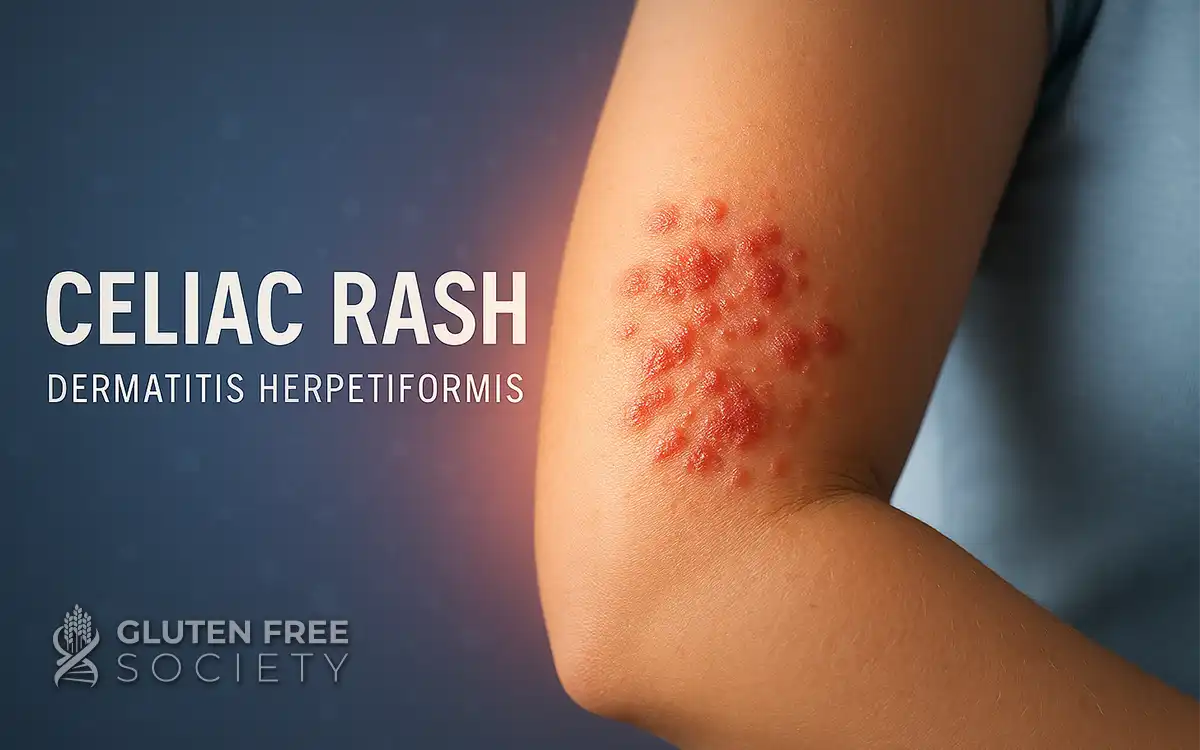 CELIAC RASH
DERMATITIS HERPETIFORMIS
GLUTEN FREE
SOCIETY